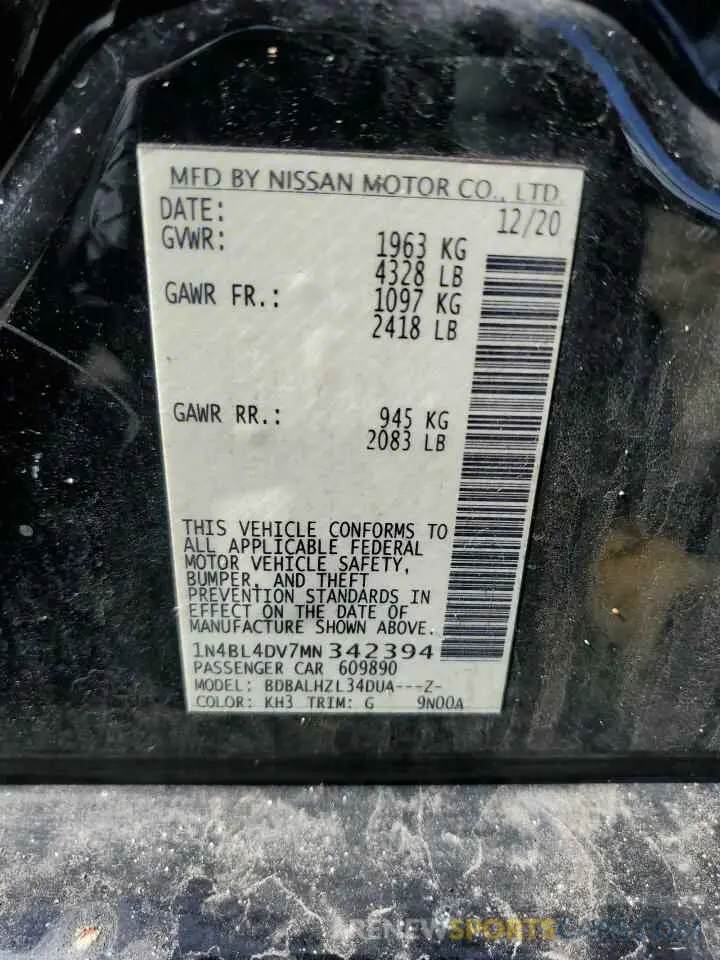 MFD BY NISSAN MOTOR CO., LTD.
DATE: 12/20
GVWR: 1963 KG
4328 LB
GAWR FR.: 1097 KG
2418 LB
GAWR RR.: 945 KG
2083 LB
THIS VEHICLE CONFORMS TO
ALL APPLICABLE FEDERAL
MOTOR VEHICLE SAFETY,
BUMPER, AND THEFT
PREVENTION STANDARDS IN
EFFECT ON THE DATE OF
MANUFACTURE SHOWN ABOVE.
1N4BL4DV7MN342394
PASSENGER CAR 609890
MODEL: BDBALHZL34DUA---Z-
COLOR: KH3 TRIM: G 9N00A
ARENEWSPORTSCARS.COM